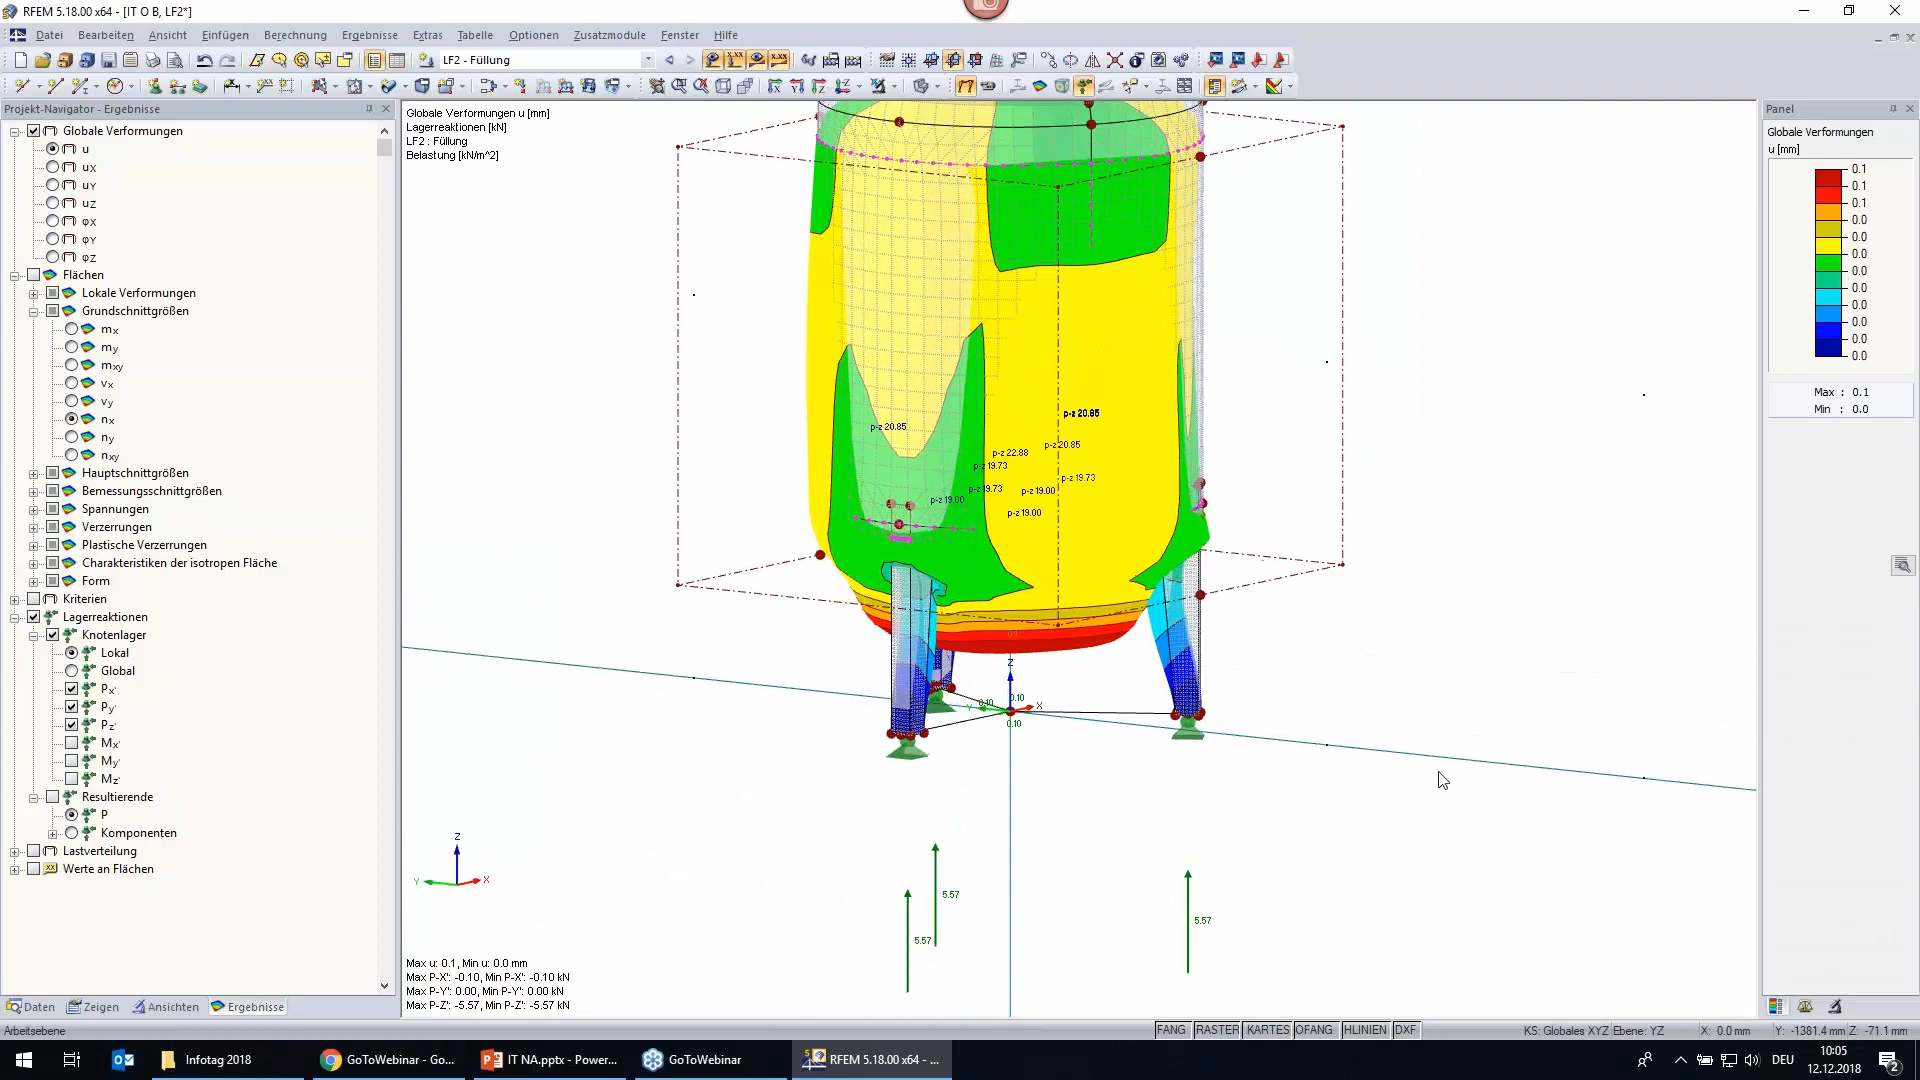 RFEM 5.18.00 x64 - [IT O B, LF2*]
Datei Bearbeiten Ansicht Einfügen Berechnung Ergebnisse Extras Tabelle Optionen Zusatzmodule Fenster Hilfe
LF2 - Füllung
Projekt-Navigator - Ergebnisse
Globale Verformungen
u
uX
uY
uZ
φX
φY
φZ
Flächen
Lokale Verformungen
Grundschnittgrößen
mx
my
mxy
vx
vy
nx
ny
nxy
Hauptschnittgrößen
Bemessungsschnittgrößen
Spannungen
Verzerrungen
Plastische Verzerrungen
Charakteristiken der isotropen Fläche
Form
Kriterien
Lagerreaktionen
Knotenlager
Lokal
Global
Px'
Py'
Pz'
Mx'
My'
Mz'
Resultierende
P
Komponenten
Lastverteilung
Werte an Flächen
Daten Zeigen Ansichten Ergebnisse
Globale Verformungen u [mm]
Lagerreaktionen [kN]
LF2 : Füllung
Belastung [kN/m^2]
p-z 20.85
p-z 20.85
p-z 20.85
p-z 22.88
p-z 19.73
p-z 19.73
p-z 19.73
p-z 19.00
p-z 19.00
p-z 19.00
Z
0.10
0.10
Y
X
0.10
Z
Y
X
5.57
5.57
5.57
Max u: 0.1, Min u: 0.0 mm
Max P-X': -0.10, Min P-X': -0.10 kN
Max P-Y': 0.00, Min P-Y': 0.00 kN
Max P-Z': -5.57, Min P-Z': -5.57 kN
Panel
Globale Verformungen
u [mm]
0.1
0.1
0.1
0.0
0.0
0.0
0.0
0.0
0.0
0.0
0.0
0.0
Max : 0.1
Min : 0.0
Arbeitsebene
FANG RASTER KARTES OFANG HLINIEN DXF
KS: Globales XYZ Ebene: YZ X: 0.0 mm Y: -1381.4 mm Z: -71.1 mm
Infotag 2018
GoToWebinar - Go...
IT NA.pptx - Power...
GoToWebinar
RFEM 5.18.00 x64 - ...
DEU
10:05
12.12.2018
2